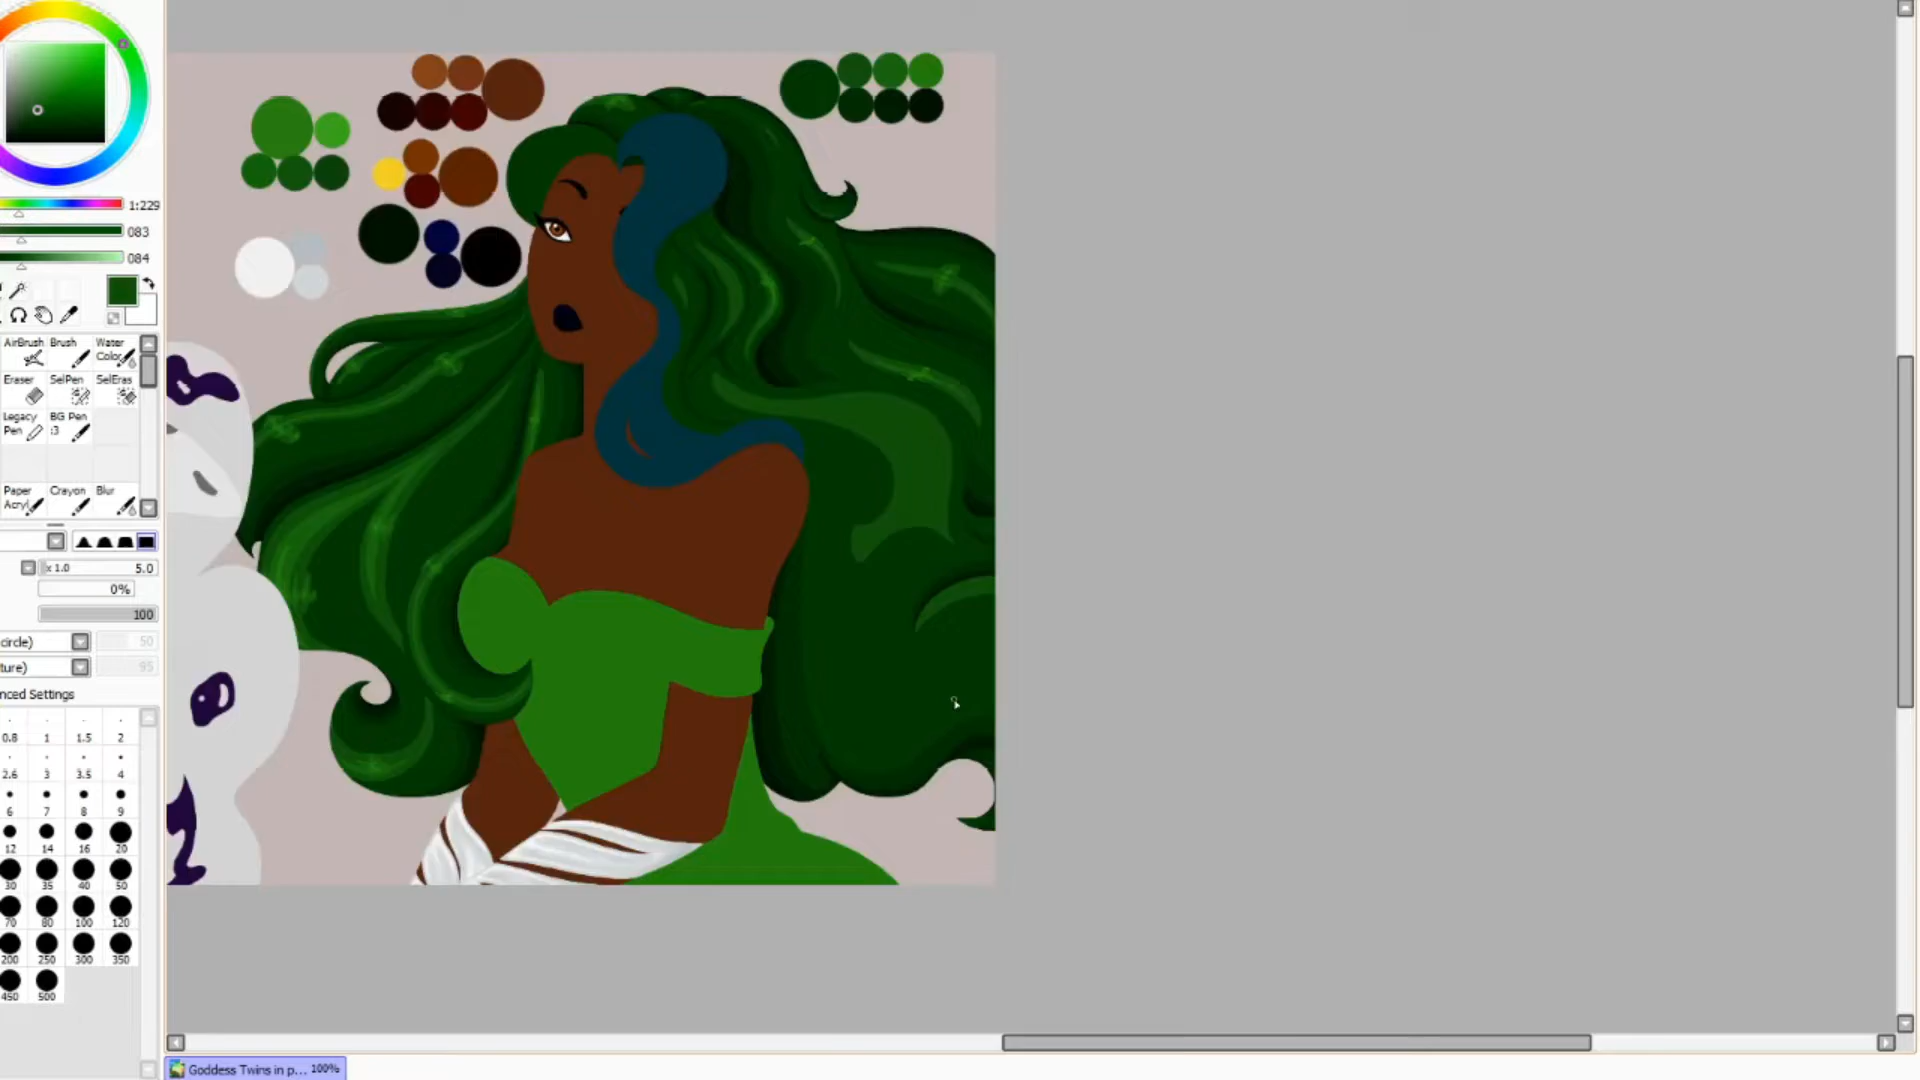 1:229
083
084
AirBrush Brush Water
Color
Eraser SelPen SelEras
Legacy BG Pen
Pen :3
Paper Crayon Blur
Acryl
x 1.0 5.0
0%
100
circle) 50
ture) 95
nced Settings
0.8 1 1.5 2
2.6 3 3.5 4
6 7 8 9
12 14 16 20
30 35 40 50
70 80 100 120
200 250 300 350
450 500
Goddess Twins in p... 100%